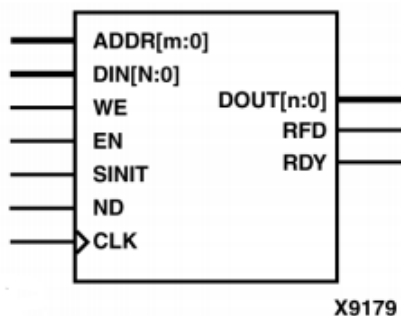 ADDR[m:0]
DIN[N:0]
WE
DOUT[n:0]
EN
RFD
SINIT
RDY
ND
CLK
X9179